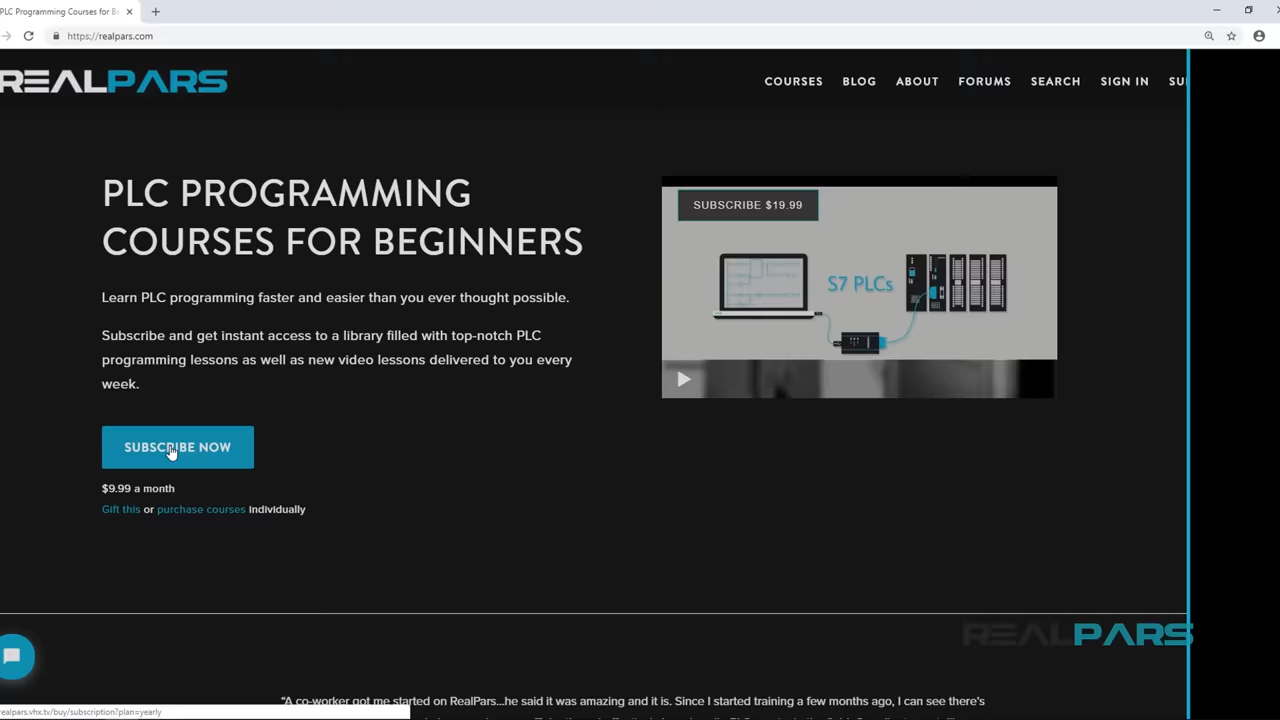 PLC Programming Courses for B
https://realpars.com
REALPARS
COURSES BLOG ABOUT FORUMS SEARCH SIGN IN
PLC PROGRAMMING
COURSES FOR BEGINNERS
SUBSCRIBE $19.99
S7 PLCs
Learn PLC programming faster and easier than you ever thought possible.
Subscribe and get instant access to a library filled with top-notch PLC
programming lessons as well as new video lessons delivered to you every
week.
SUBSCRIBE NOW
$9.99 a month
Gift this or purchase courses individually
REALPARS
"A co-worker got me started on RealPars...he said it was amazing and it is. Since I started training a few months ago, I can see there's
realpars.vhx.tv/buy/subscription?plan=yearly